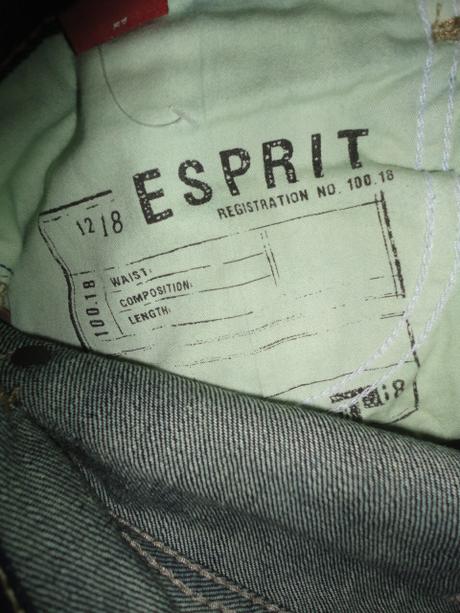 ESPRIT
REGISTRATION NO. 100.18
12 18
100.18
WAIST:
COMPOSITION:
LENGTH: